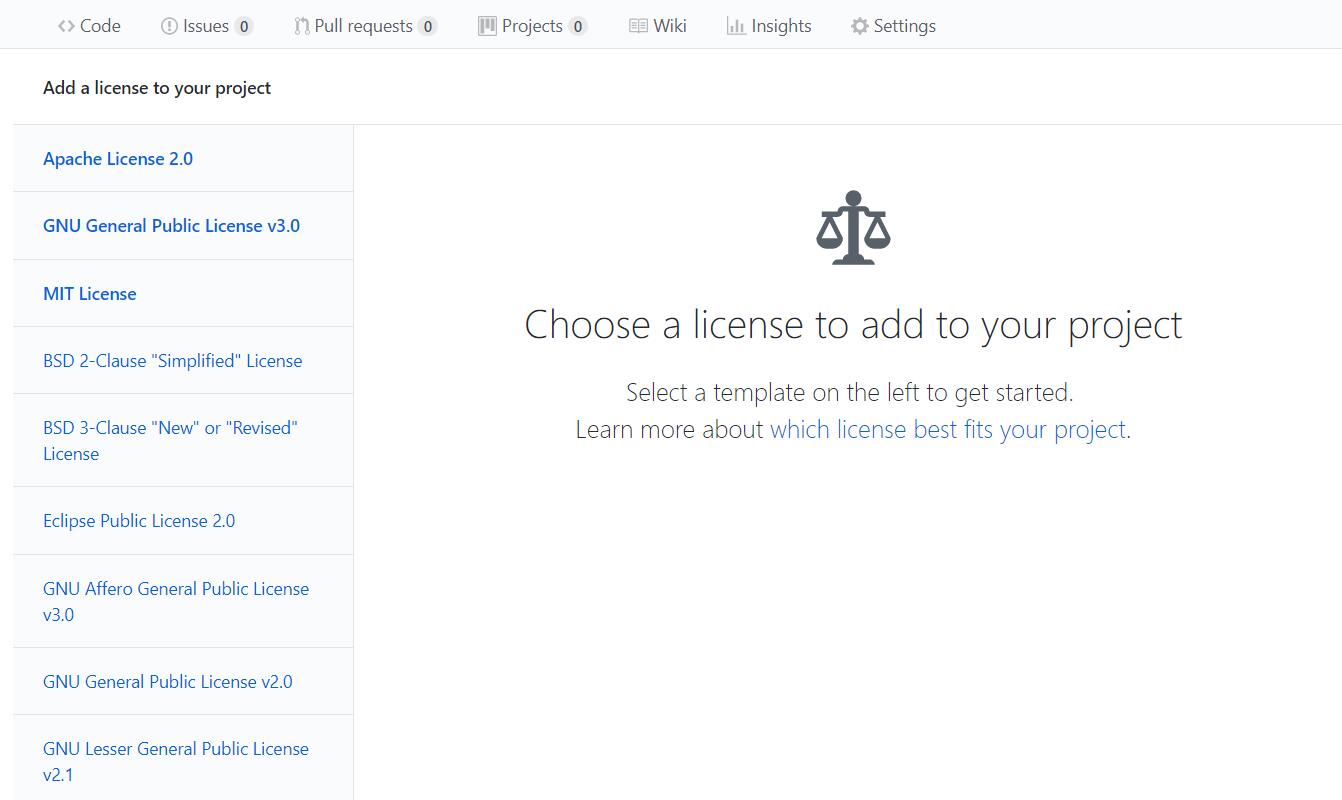 Code Issues 0 Pull requests 0 Projects 0 Wiki Insights Settings
Add a license to your project
Apache License 2.0
GNU General Public License v3.0
MIT License
BSD 2-Clause "Simplified" License
BSD 3-Clause "New" or "Revised"
License
Eclipse Public License 2.0
GNU Affero General Public License
v3.0
GNU General Public License v2.0
GNU Lesser General Public License
v2.1
Choose a license to add to your project
Select a template on the left to get started.
Learn more about which license best fits your project.